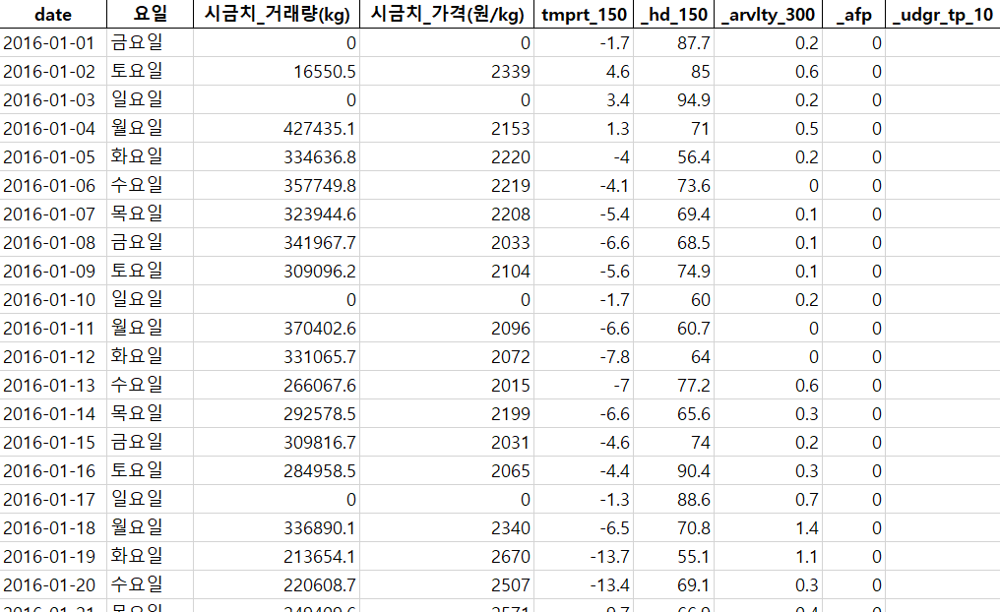 date 요일 시금치_거래량(kg) 시금치_가격(원/kg) tmprt_150 _hd_150 _arvlty_300 _afp _udgr_tp_10
2016-01-01 금요일 0 0 -1.7 87.7 0.2 0
2016-01-02 토요일 16550.5 2339 4.6 85 0.6 0
2016-01-03 일요일 0 0 3.4 94.9 0.2 0
2016-01-04 월요일 427435.1 2153 1.3 71 0.5 0
2016-01-05 화요일 334636.8 2220 -4 56.4 0.2 0
2016-01-06 수요일 357749.8 2219 -4.1 73.6 0 0
2016-01-07 목요일 323944.6 2208 -5.4 69.4 0.1 0
2016-01-08 금요일 341967.7 2033 -6.6 68.5 0.1 0
2016-01-09 토요일 309096.2 2104 -5.6 74.9 0.1 0
2016-01-10 일요일 0 0 -1.7 60 0.2 0
2016-01-11 월요일 370402.6 2096 -6.6 60.7 0 0
2016-01-12 화요일 331065.7 2072 -7.8 64 0 0
2016-01-13 수요일 266067.6 2015 -7 77.2 0.6 0
2016-01-14 목요일 292578.5 2199 -6.6 65.6 0.3 0
2016-01-15 금요일 309816.7 2031 -4.6 74 0.2 0
2016-01-16 토요일 284958.5 2065 -4.4 90.4 0.3 0
2016-01-17 일요일 0 0 -1.3 88.6 0.7 0
2016-01-18 월요일 336890.1 2340 -6.5 70.8 1.4 0
2016-01-19 화요일 213654.1 2670 -13.7 55.1 1.1 0
2016-01-20 수요일 220608.7 2507 -13.4 69.1 0.3 0